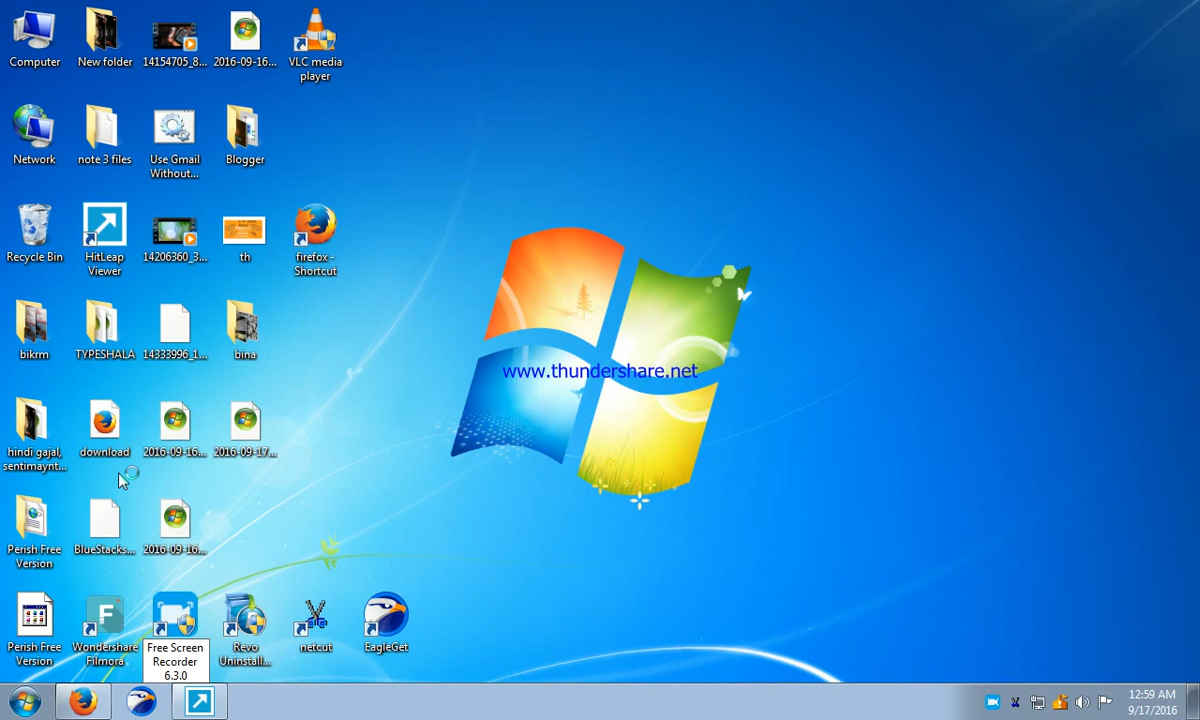 Computer
New folder
14154705_8...
2016-09-16...
VLC media
player
Network
note 3 files
Use Gmail
Without...
Blogger
Recycle Bin
HitLeap
Viewer
14206360_3...
th
firefox -
Shortcut
bikrm
TYPESHALA
14333996_1...
bina
www.thundershare.net
hindi gajal,
sentimaynt...
download
2016-09-16...
2016-09-17...
Perish Free
Version
BlueStacks...
2016-09-16...
Perish Free
Version
Wondershare
Filmora
Free Screen
Recorder
6.3.0
Revo
Uninstall...
netcut
EagleGet
12:59 AM
9/17/2016